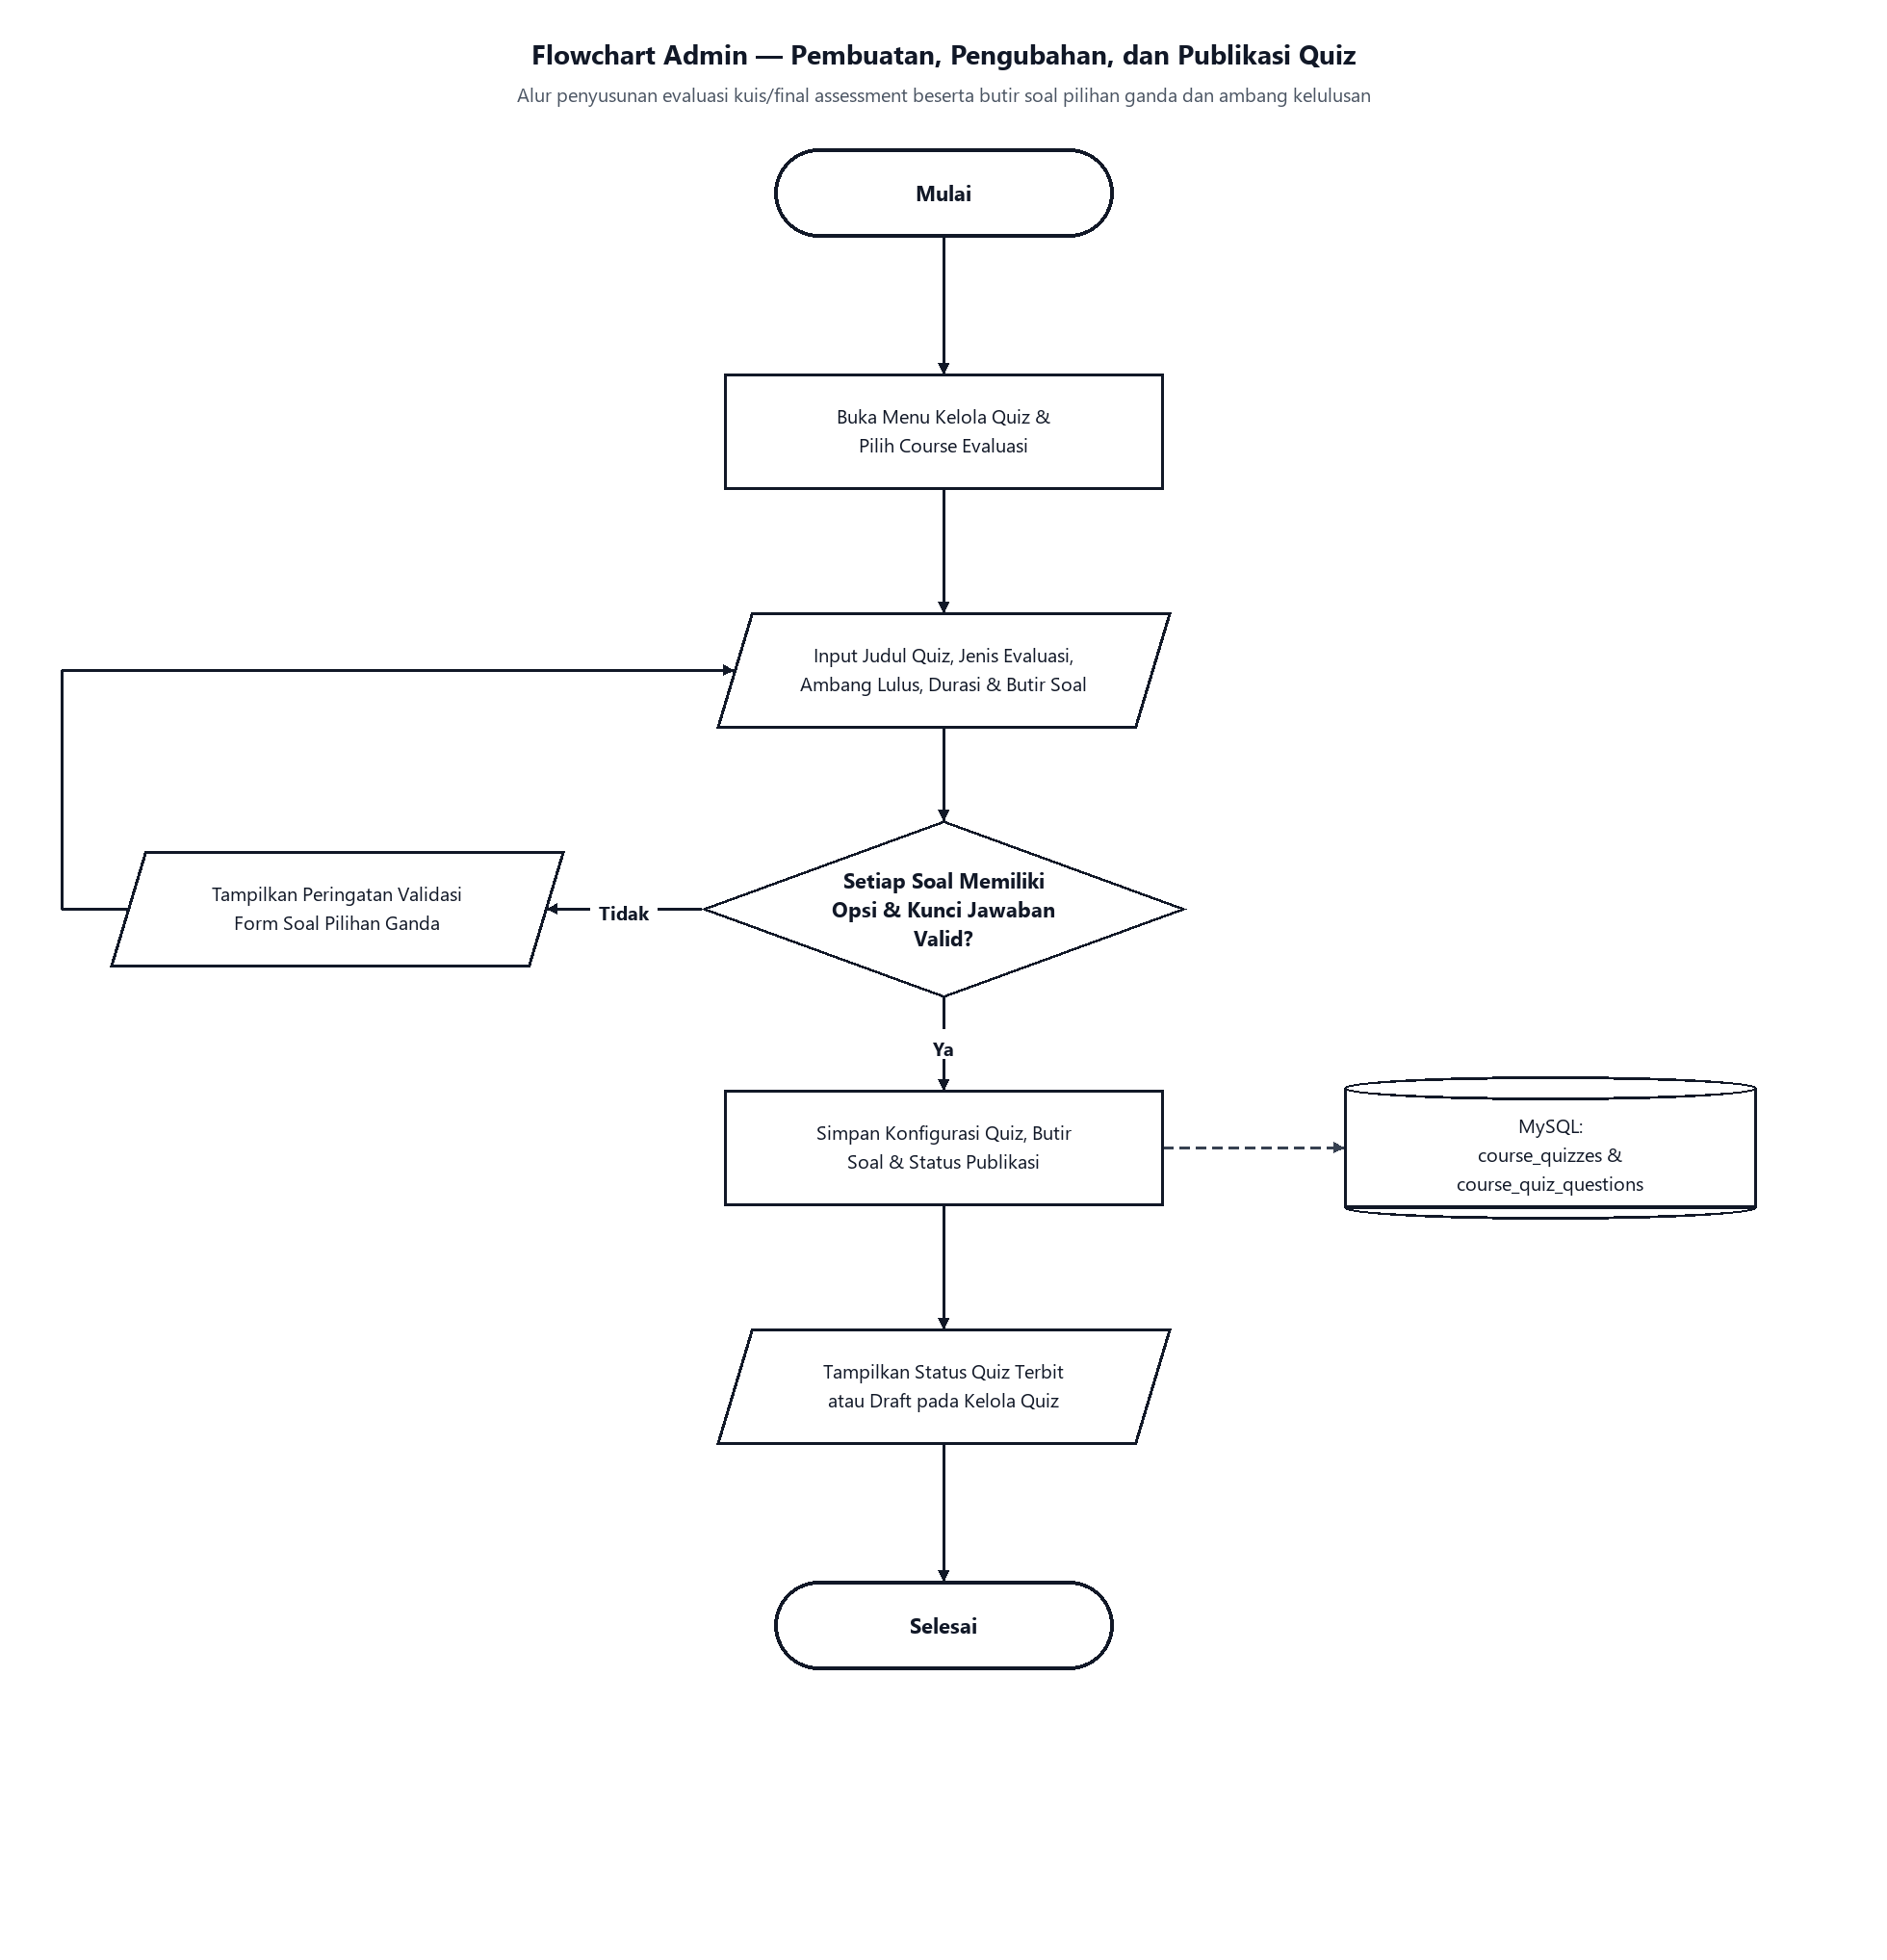 Flowchart Admin — Pembuatan, Pengubahan, dan Publikasi Quiz
Alur penyusunan evaluasi kuis/final assessment beserta butir soal pilihan ganda dan ambang kelulusan
Mulai
Buka Menu Kelola Quiz &
Pilih Course Evaluasi
Input Judul Quiz, Jenis Evaluasi,
Ambang Lulus, Durasi & Butir Soal
Setiap Soal Memiliki
Opsi & Kunci Jawaban
Valid?
Tidak
Tampilkan Peringatan Validasi
Form Soal Pilihan Ganda
Ya
Simpan Konfigurasi Quiz, Butir
Soal & Status Publikasi
MySQL:
course_quizzes &
course_quiz_questions
Tampilkan Status Quiz Terbit
atau Draft pada Kelola Quiz
Selesai